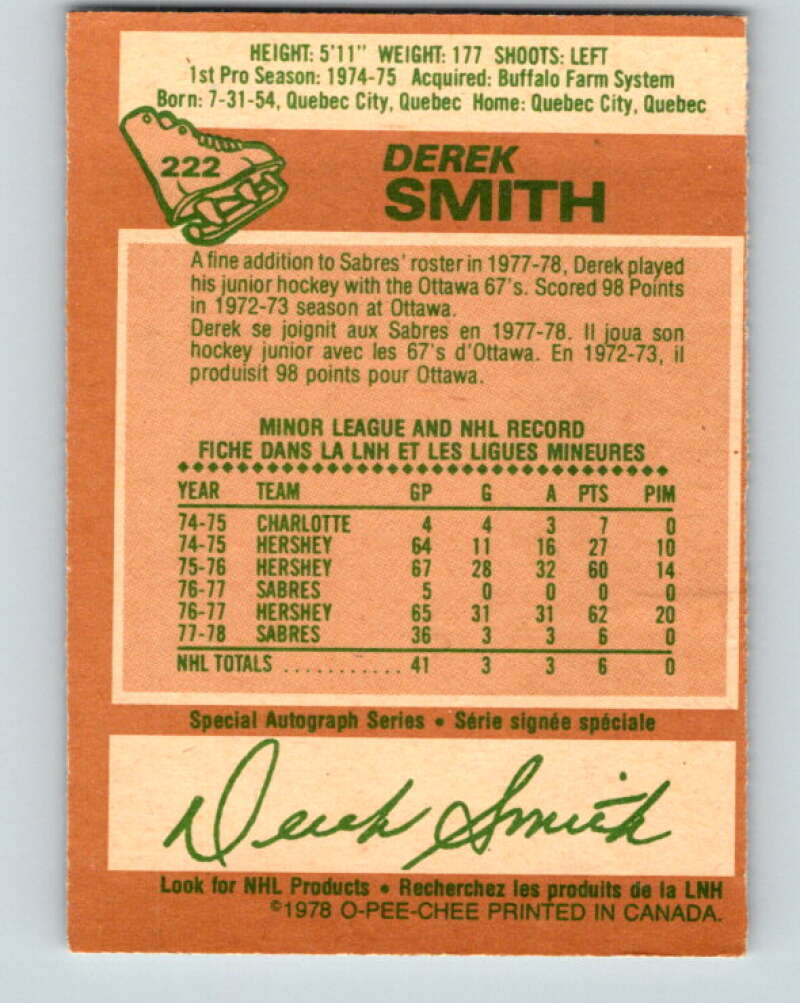 HEIGHT: 5'11" WEIGHT: 177 SHOOTS: LEFT
1st Pro Season: 1974-75 Acquired: Buffalo Farm System
Born: 7-31-54, Quebec City, Quebec Home: Quebec City, Quebec
222
DEREK
SMITH
A fine addition to Sabres' roster in 1977-78, Derek played
his junior hockey with the Ottawa 67's. Scored 98 Points
in 1972-73 season at Ottawa.
Derek se joignit aux Sabres en 1977-78. Il joua son
hockey junior avec les 67's d'Ottawa. En 1972-73, il
produisit 98 points pour Ottawa.
MINOR LEAGUE AND NHL RECORD
FICHE DANS LA LNH ET LES LIGUES MINEURES
YEAR TEAM GP G A PTS PIM
74-75 CHARLOTTE 4 4 3 7 0
74-75 HERSHEY 64 11 16 27 10
75-76 HERSHEY 67 28 32 60 14
76-77 SABRES 5 0 0 0 0
76-77 HERSHEY 65 31 31 62 20
77-78 SABRES 36 3 3 6 0
NHL TOTALS ........... 41 3 3 6 0
Special Autograph Series • Série signée spéciale
Derek Smith
Look for NHL Products • Recherchez les produits de la LNH
©1978 O-PEE-CHEE PRINTED IN CANADA.